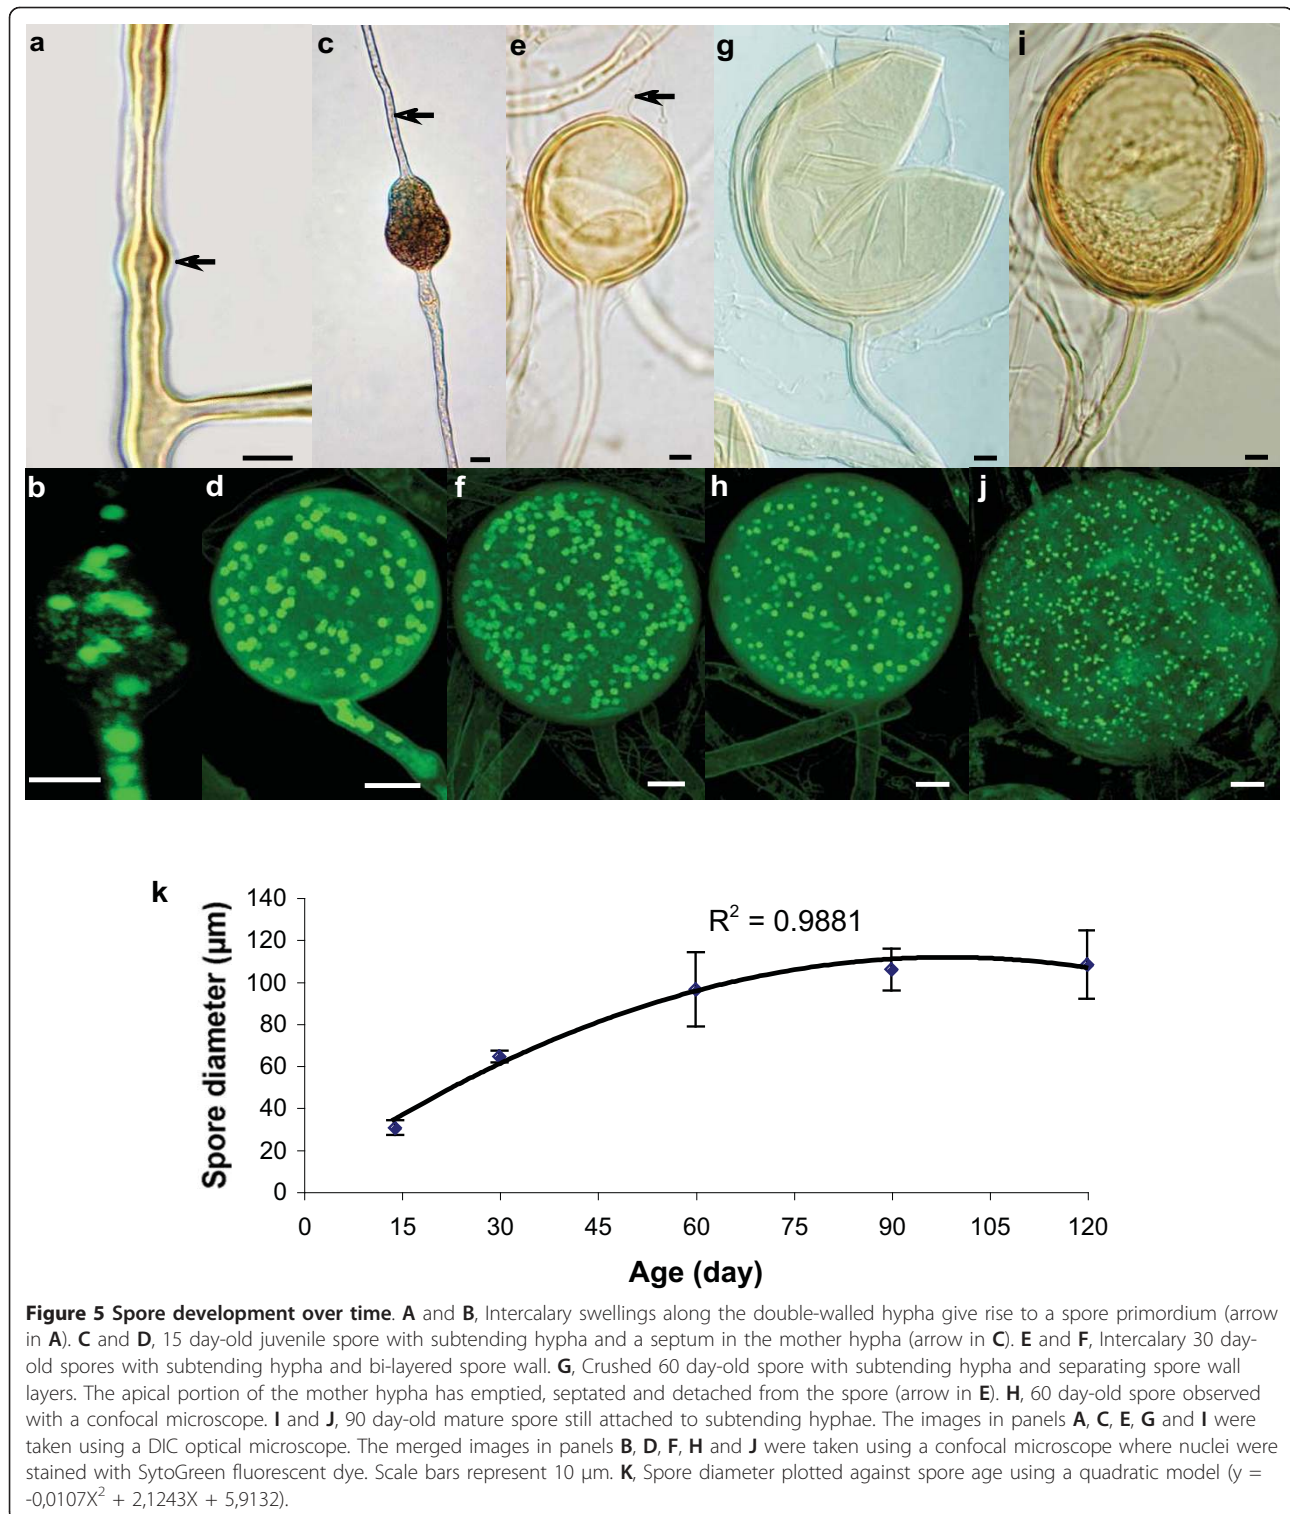 a
c
e
g
i
b
d
f
h
j
k
140
120
100
80
60
40
20
0
Spore diameter (µm)
R² = 0.9881
0 15 30 45 60 75 90 105 120
Age (day)
Figure 5 Spore development over time. A and B, Intercalary swellings along the double-walled hypha give rise to a spore primordium (arrow
in A). C and D, 15 day-old juvenile spore with subtending hypha and a septum in the mother hypha (arrow in C). E and F, Intercalary 30 day-
old spores with subtending hypha and bi-layered spore wall. G, Crushed 60 day-old spore with subtending hypha and separating spore wall
layers. The apical portion of the mother hypha has emptied, septated and detached from the spore (arrow in E). H, 60 day-old spore observed
with a confocal microscope. I and J, 90 day-old mature spore still attached to subtending hyphae. The images in panels A, C, E, G and I were
taken using a DIC optical microscope. The merged images in panels B, D, F, H and J were taken using a confocal microscope where nuclei were
stained with SytoGreen fluorescent dye. Scale bars represent 10 µm. K, Spore diameter plotted against spore age using a quadratic model (y =
-0,0107X² + 2,1243X + 5,9132).